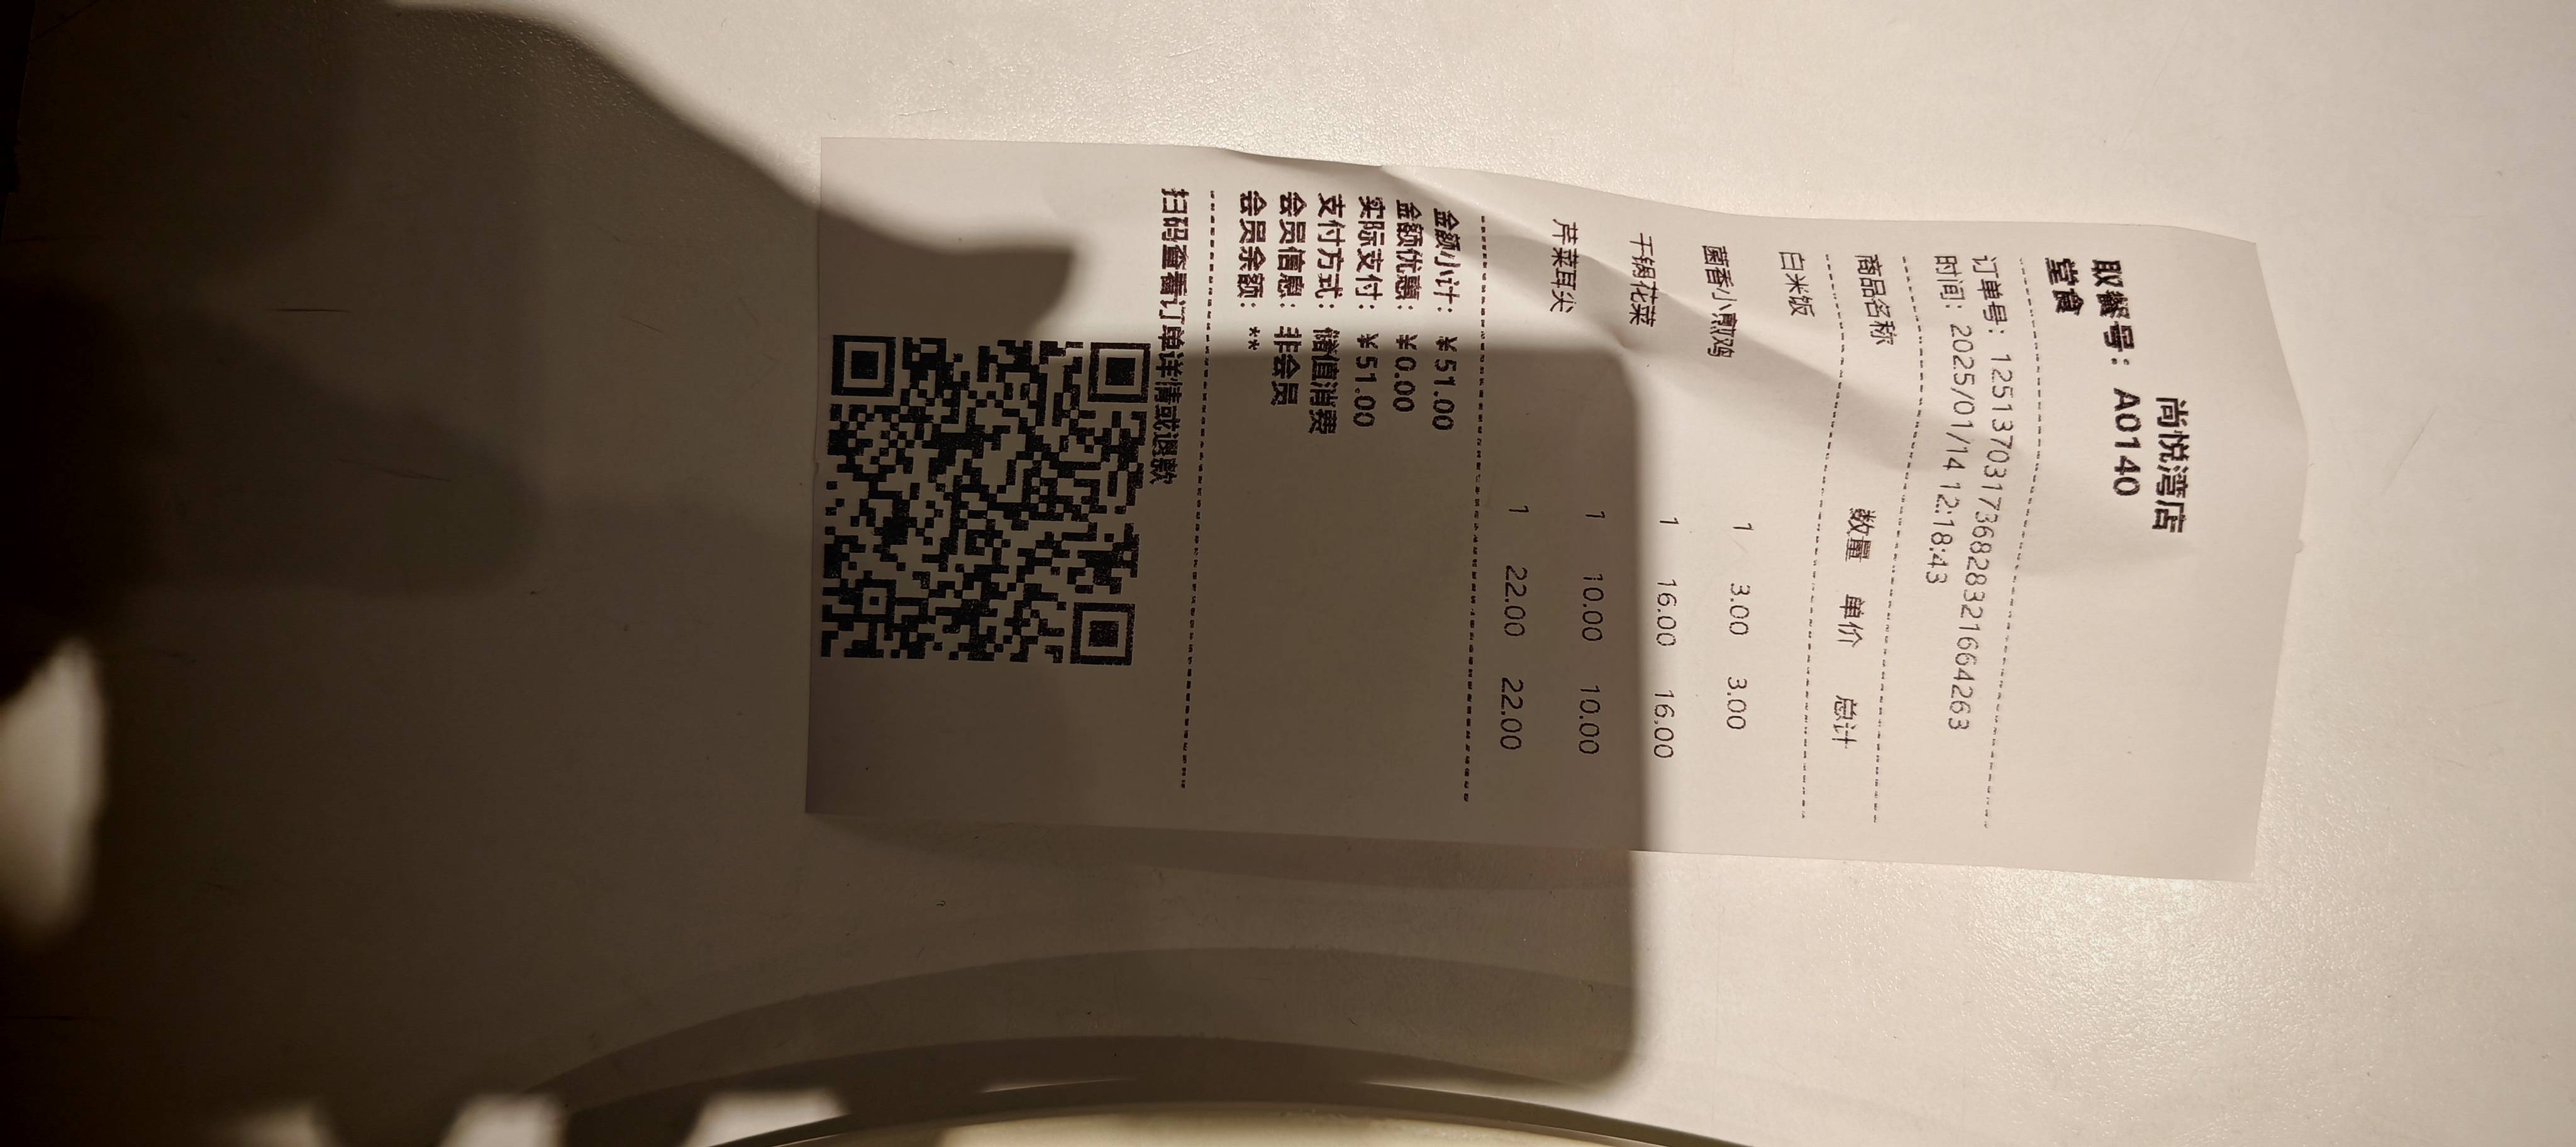 尚悦湾店
取餐号：A0140
堂食
订单号：125137031736828321664263
时间：2025/01/14 12:18:43
商品名称 数量 单价 总计
白米饭
1 3.00 3.00
菌香小煎鸡
1 16.00 16.00
干锅花菜
1 10.00 10.00
芹菜耳尖
1 22.00 22.00
金额小计：￥51.00
金额优惠：￥0.00
实际支付：￥51.00
支付方式：储值消费
会员信息：非会员
会员余额：**
扫码查看订单详情或退款